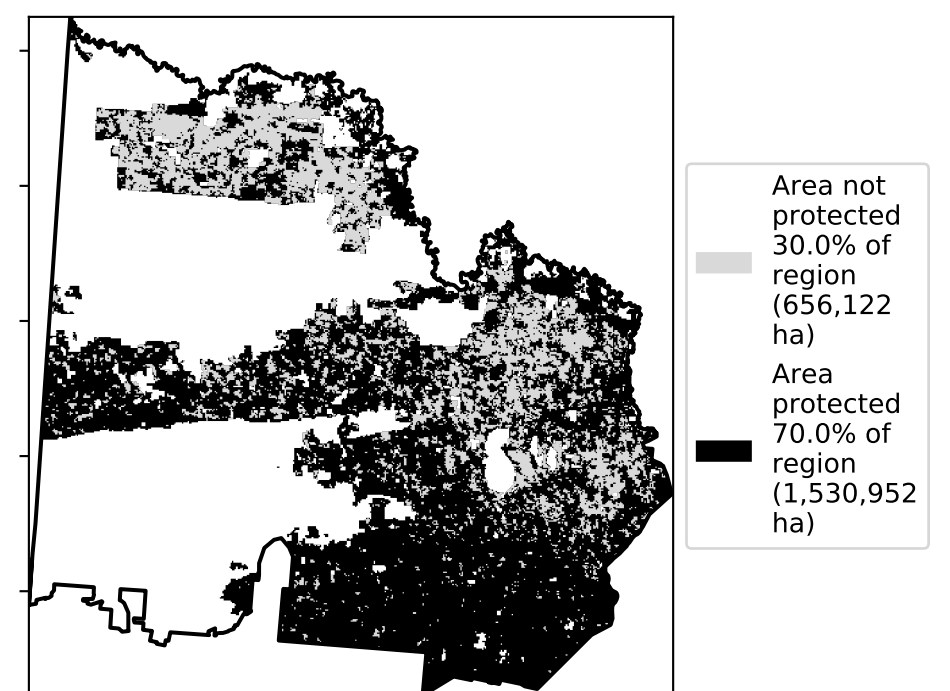 Area not
protected
30.0% of
region
(656,122
ha)
Area
protected
70.0% of
region
(1,530,952
ha)